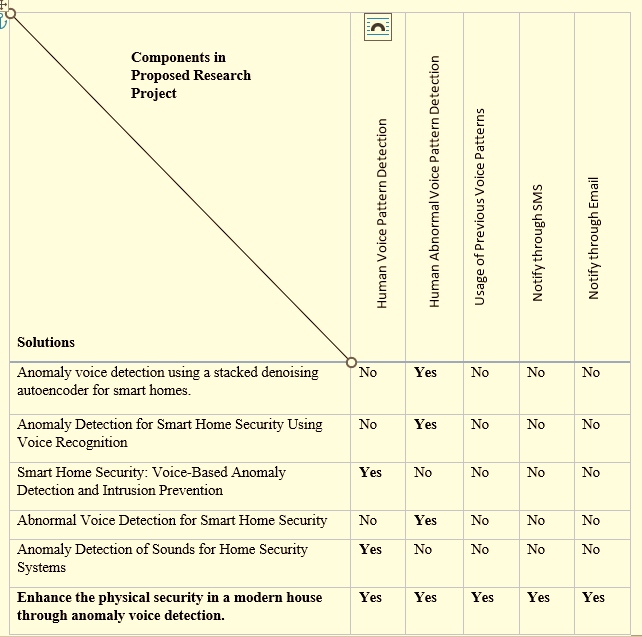 Components in
Proposed Research
Project
Human Voice Pattern Detection
Human Abnormal Voice Pattern Detection
Usage of Previous Voice Patterns
Notify through SMS
Notify through Email
Solutions
Anomaly voice detection using a stacked denoising
autoencoder for smart homes.
No Yes No No No
Anomaly Detection for Smart Home Security Using
Voice Recognition
No Yes No No No
Smart Home Security: Voice-Based Anomaly
Detection and Intrusion Prevention
Yes No No No No
Abnormal Voice Detection for Smart Home Security
No Yes No No No
Anomaly Detection of Sounds for Home Security
Systems
Yes No No No No
Enhance the physical security in a modern house
through anomaly voice detection.
Yes Yes Yes Yes Yes